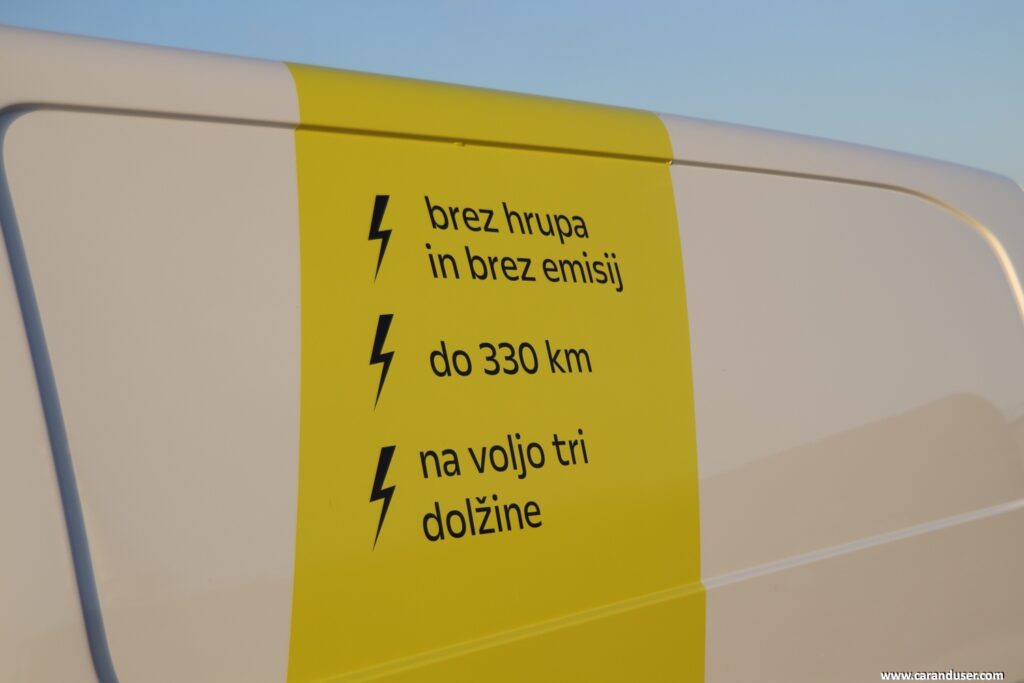 brez hrupa
in brez emisij
do 330 km
na voljo tri
dolžine
www.caranduser.com